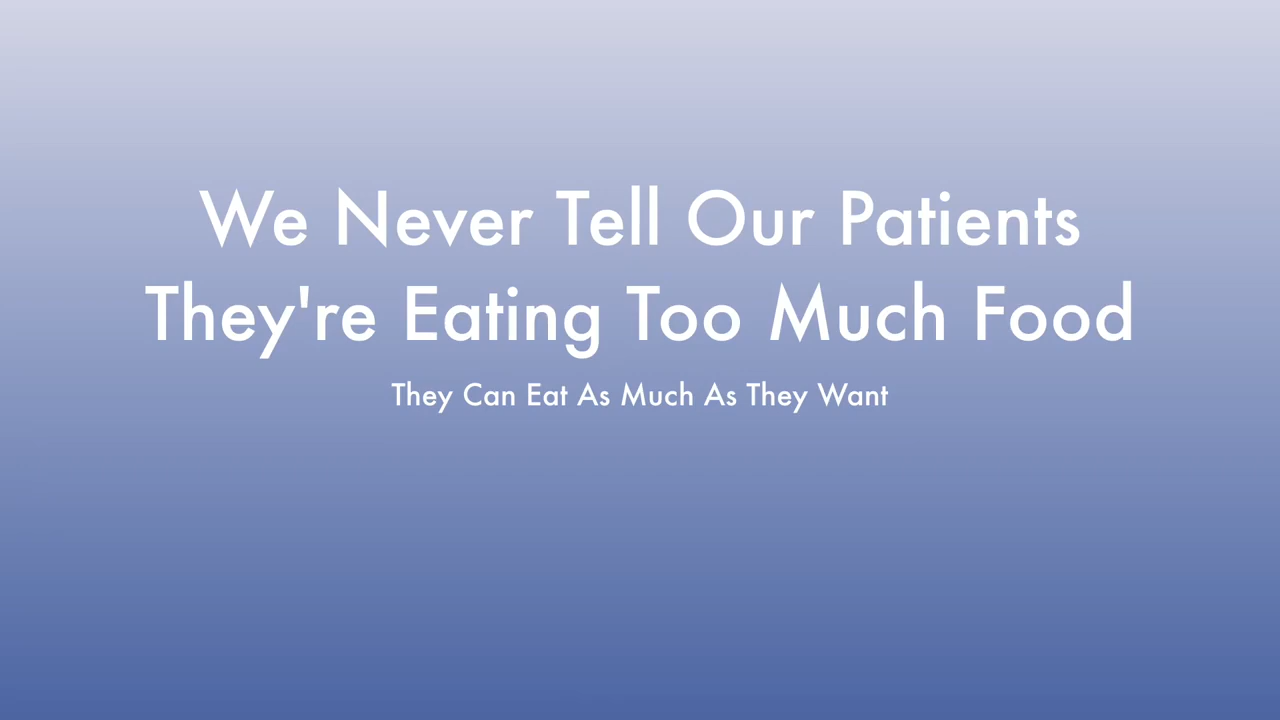 We Never Tell Our Patients
They're Eating Too Much Food
They Can Eat As Much As They Want